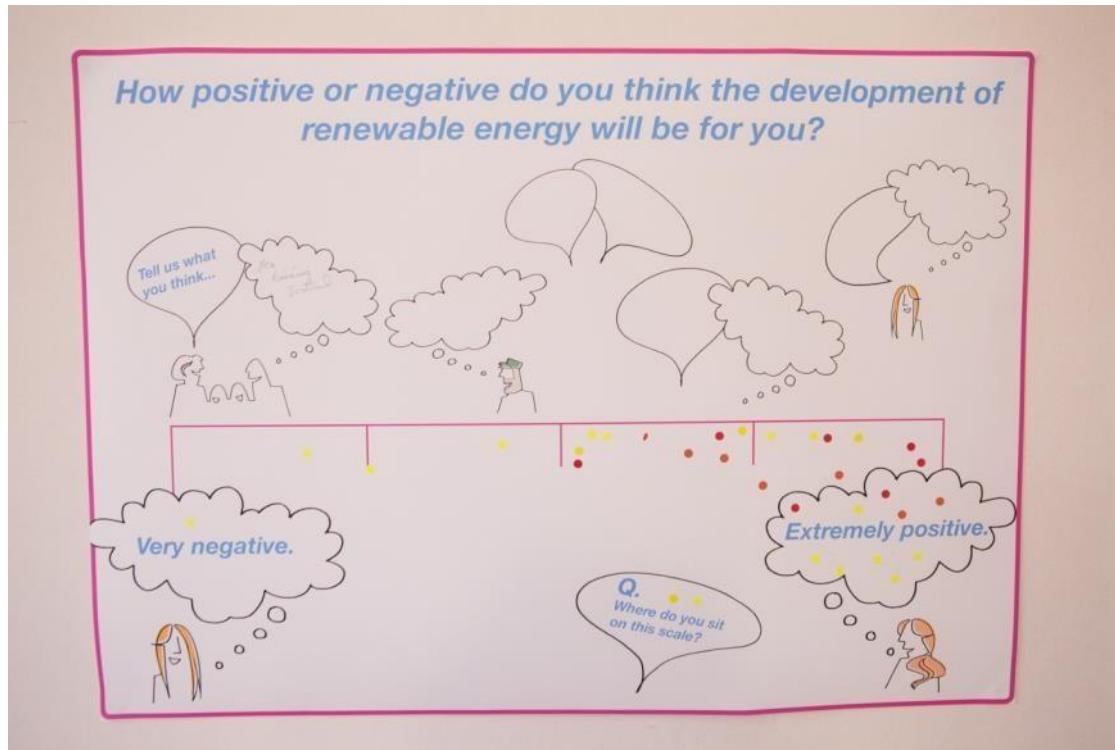 How positive or negative do you think the development of
renewable energy will be for you?
Tell us what
you think...
Very negative.
Extremely positive.
Q.
Where do you sit
on this scale?